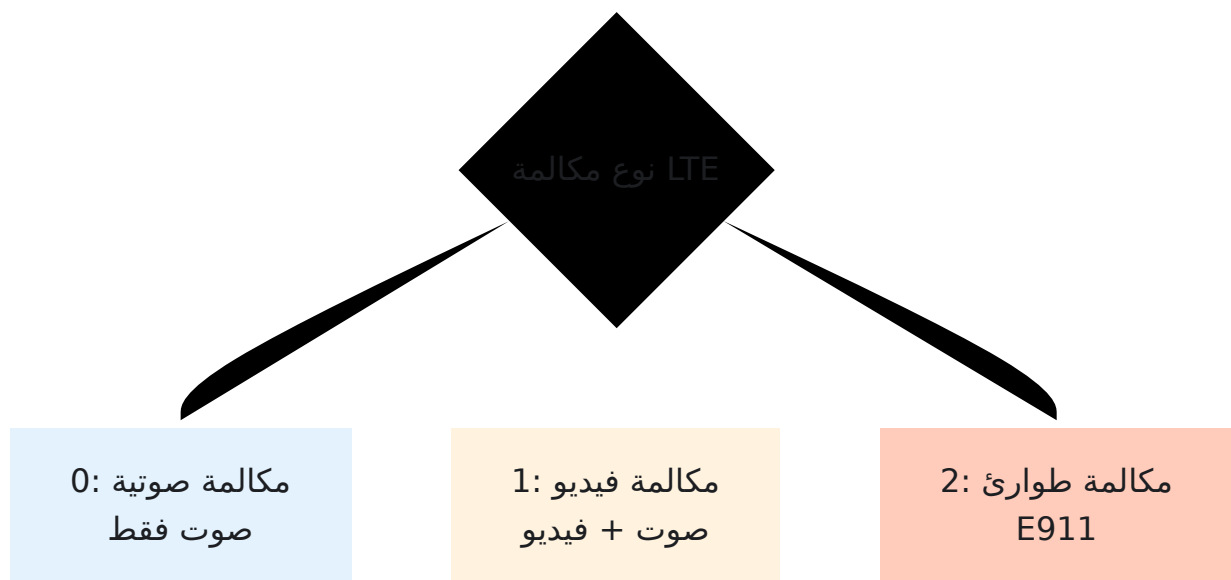 نوع مكالمة LTE
0: مكالمة صوتية
صوت فقط
1: مكالمة فيديو
صوت + فيديو
2: مكالمة طوارئ
E911